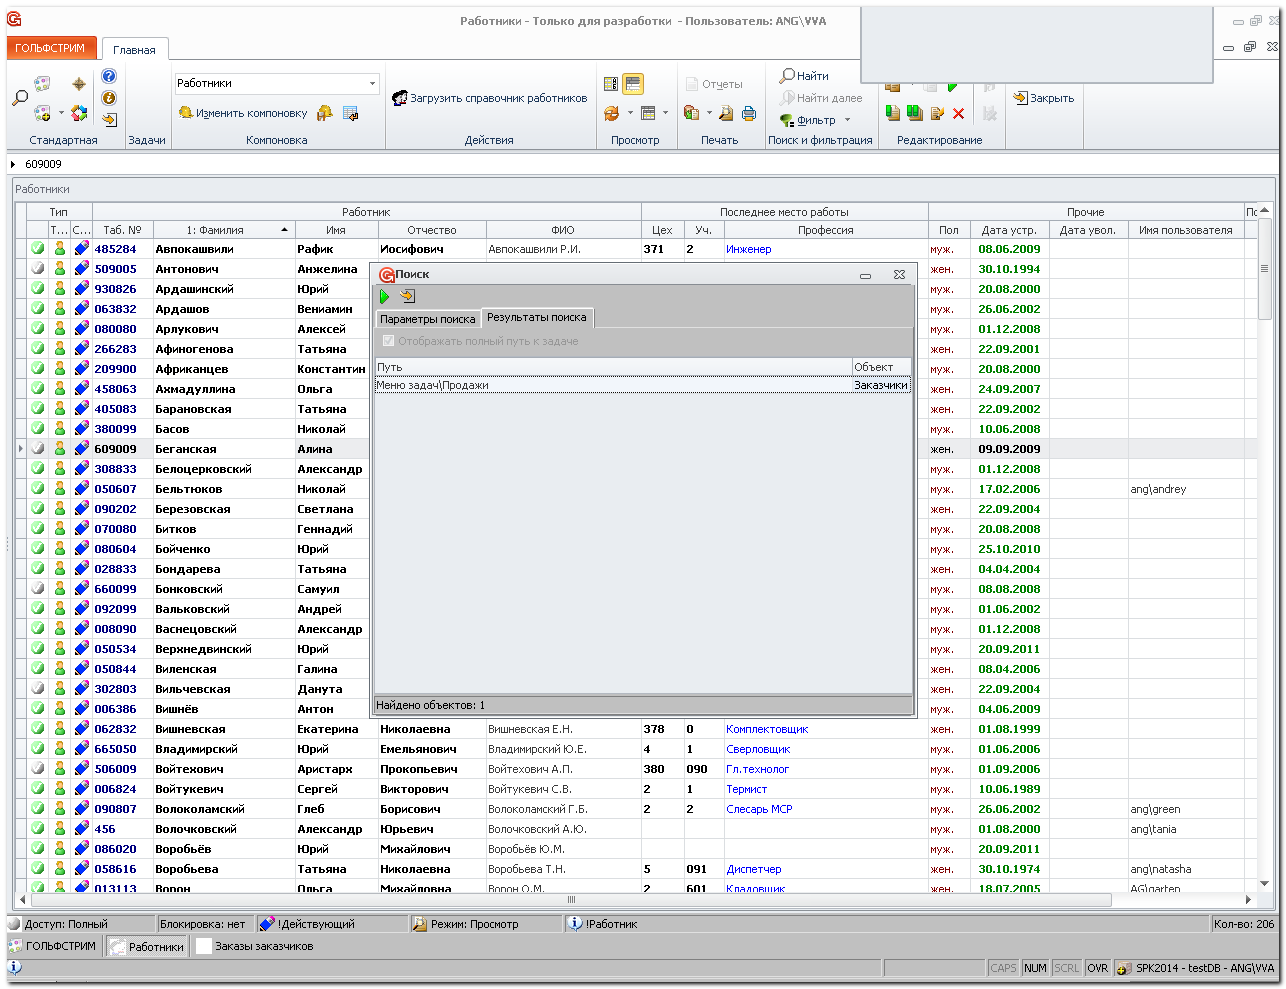 Работники - Только для разработки - Пользователь: ANG\VVA
ГОЛЬФСТРИМ Главная
Работники
Изменить компоновку
Загрузить справочник работников
Отчеты
Найти
Найти далее
Фильтр
Закрыть
Стандартная Задачи Компоновка Действия Просмотр Печать Поиск и фильтрация Редактирование
609009
Работники
Тип Работник Последнее место работы Прочие
Т... С... Таб. № 1: Фамилия Имя Отчество ФИО Цех Уч. Профессия Пол Дата устр. Дата увол. Имя пользователя
485284 Авпокашвили Рафик Иосифович Авпокашвили Р.И. 371 2 Инженер муж. 08.06.2009
509005 Антонович Анжелина жен. 30.10.1994
930826 Ардашинский Юрий муж. 20.08.2000
063832 Ардашов Вениамин муж. 26.06.2002
080080 Арлукович Алексей муж. 01.12.2008
266283 Афиногенова Татьяна жен. 22.09.2001
209900 Африканцев Константин муж. 20.08.2000
458063 Ахмадуллина Ольга жен. 24.09.2007
405083 Барановская Татьяна жен. 22.09.2002
380099 Басов Николай муж. 10.06.2008
609009 Беганская Алина жен. 09.09.2009
308833 Белоцерковский Александр муж. 01.12.2008
050607 Бельтюков Николай муж. 17.02.2006 ang\andrey
090202 Березовская Светлана жен. 22.09.2004
070080 Битков Геннадий муж. 20.08.2008
080604 Бойченко Юрий муж. 25.10.2010
028833 Бондарева Татьяна жен. 04.04.2004
660099 Бонковский Самуил жен. 08.08.2008
092099 Вальковский Андрей муж. 01.06.2002
008090 Васнецовский Александр муж. 01.12.2008
050534 Верхнедвинский Юрий муж. 20.09.2011
050844 Виленская Галина жен. 08.04.2006
302803 Вильчевская Данута жен. 22.09.2004
006386 Вишнёв Антон муж. 04.06.2009
062832 Вишневская Екатерина Николаевна Вишневская Е.Н. 378 0 Комплектовщик жен. 01.08.1999
665050 Владимирский Юрий Емельянович Владимирский Ю.Е. 4 1 Сверловщик муж. 01.06.2006
506009 Войтехович Аристарх Прокопьевич Войтехович А.П. 380 090 Гл.технолог муж. 01.09.2006
006824 Войтукевич Сергей Викторович Войтукевич С.В. 2 1 Термист муж. 10.06.1989
090807 Волоколамский Глеб Борисович Волоколамский Г.Б. 2 2 Слесарь МСР муж. 26.06.2002 ang\green
456 Волочковский Александр Юрьевич Волочковский А.Ю. муж. 01.08.2000 ang\tania
086020 Воробьёв Юрий Михайлович Воробьёв Ю.М. муж. 20.09.2011
058616 Воробьева Татьяна Николаевна Воробьева Т.Н. 5 091 Диспетчер жен. 30.10.1974 ang\natasha
013113 Ворон Ольга Михайловна Ворон О.М. 2 601 Кладовщик жен. 18.07.2005 AG\garten
Поиск
Параметры поиска Результаты поиска
Отображать полный путь к задаче
Путь Объект
Меню задач\Продажи Заказчики
Найдено объектов: 1
Доступ: Полный Блокировка: нет !Действующий Режим: Просмотр !Работник Кол-во: 206
ГОЛЬФСТРИМ Работники Заказы заказчиков
CAPS NUM SCRL OVR SPK2014 - testDB - ANG\VVA